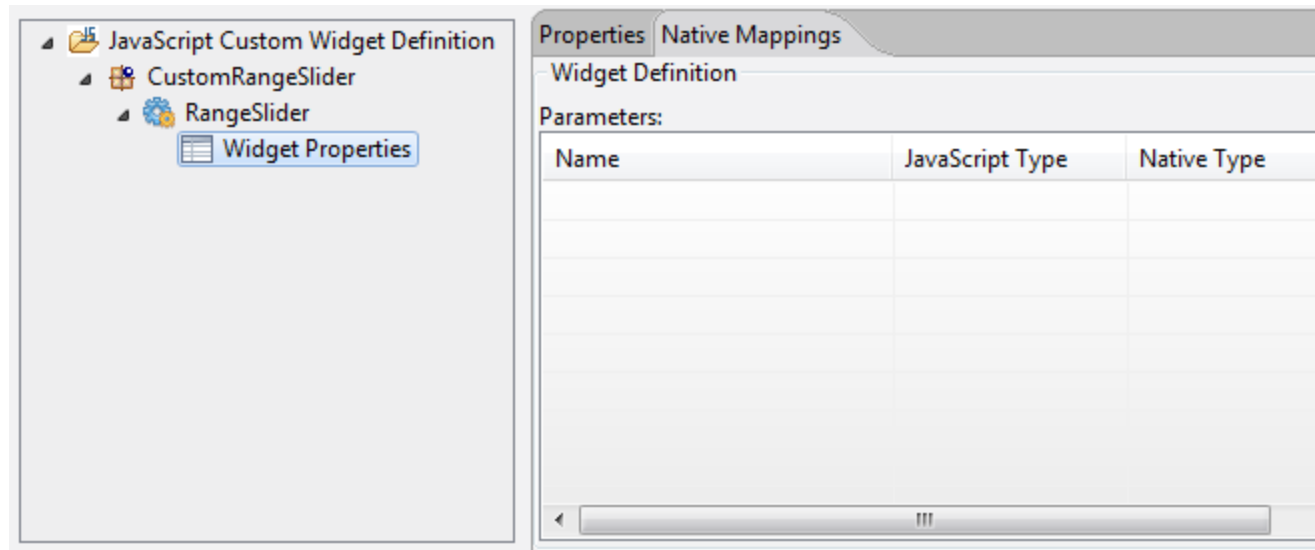 JavaScript Custom Widget Definition
CustomRangeSlider
RangeSlider
Widget Properties
Properties Native Mappings
Widget Definition
Parameters:
Name JavaScript Type Native Type